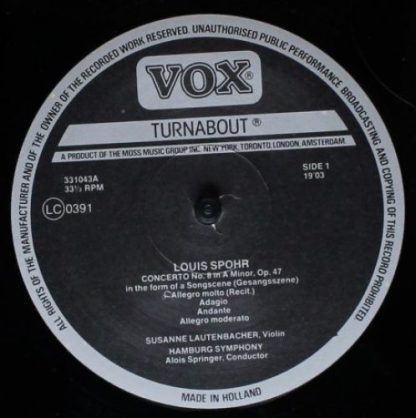 ALL RIGHTS OF THE MANUFACTURER AND OF THE OWNER OF THE RECORDED WORK RESERVED. UNAUTHORISED PUBLIC PERFORMANCE BROADCASTING AND COPYING OF THIS RECORD PROHIBITED
VOX®
TURNABOUT ®
A PRODUCT OF THE MOSS MUSIC GROUP INC. NEW YORK, TORONTO, LONDON, AMSTERDAM
331043A
33⅓ RPM
SIDE 1
19'03
LC 0391
LOUIS SPOHR
CONCERTO No. 8 in A Minor, Op. 47
in the form of a Songscene (Gesangsszene)
Allegro molto (Recit.)
Adagio
Andante
Allegro moderato
SUSANNE LAUTENBACHER, Violin
HAMBURG SYMPHONY
Alois Springer, Conductor
MADE IN HOLLAND